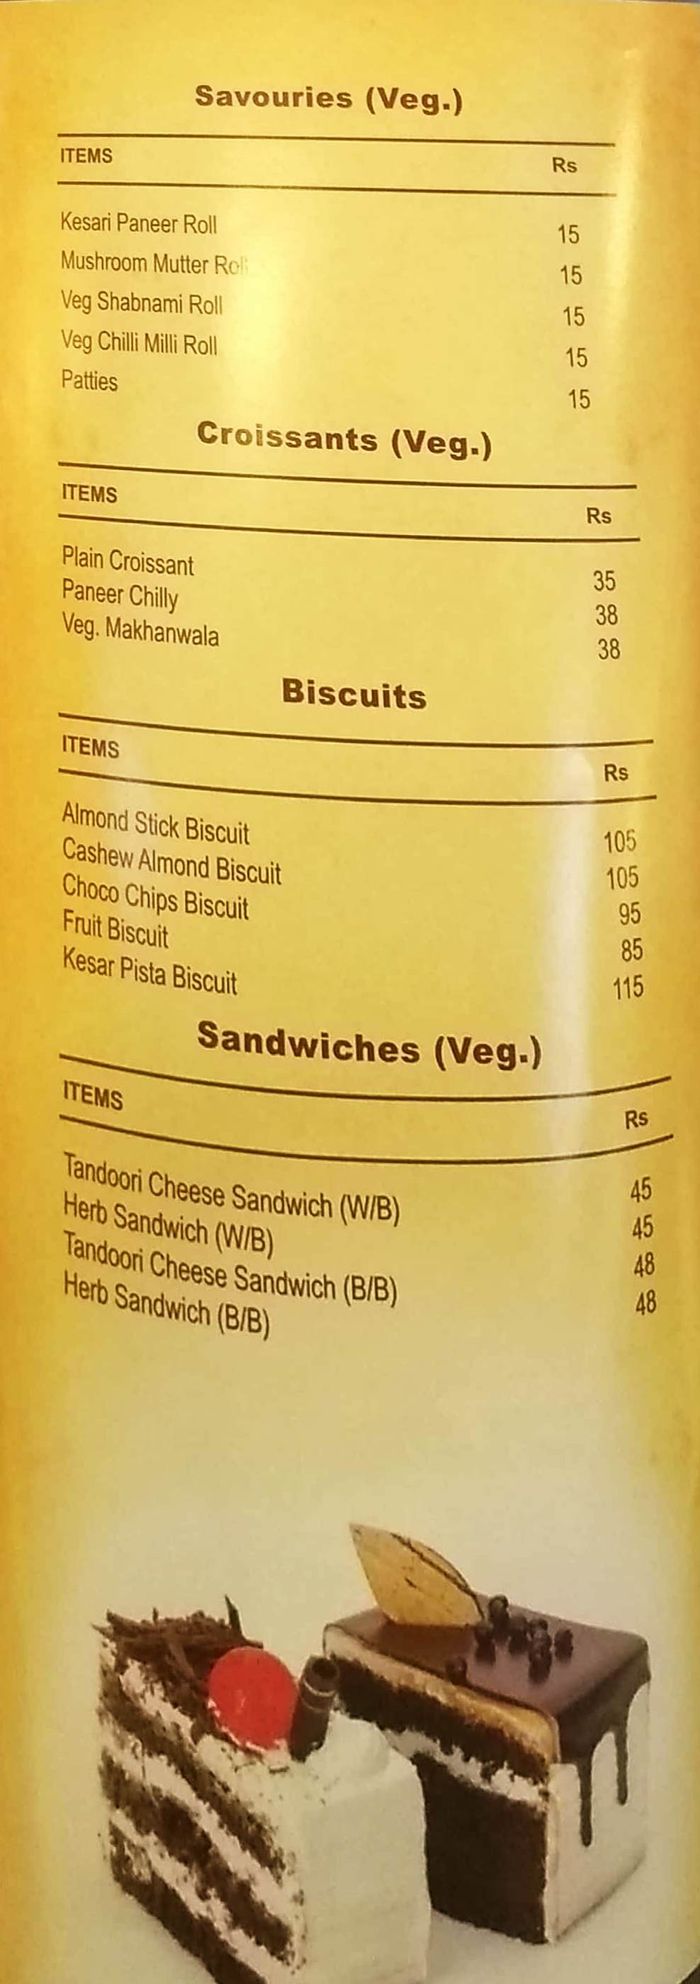 Savouries (Veg.)
ITEMS Rs
Kesari Paneer Roll 15
Mushroom Mutter Roll 15
Veg Shabnami Roll 15
Veg Chilli Milli Roll 15
Patties 15
Croissants (Veg.)
ITEMS Rs
Plain Croissant 35
Paneer Chilly 38
Veg. Makhanwala 38
Biscuits
ITEMS Rs
Almond Stick Biscuit 105
Cashew Almond Biscuit 105
Choco Chips Biscuit 95
Fruit Biscuit 85
Kesar Pista Biscuit 115
Sandwiches (Veg.)
ITEMS Rs
Tandoori Cheese Sandwich (W/B) 45
Herb Sandwich (W/B) 45
Tandoori Cheese Sandwich (B/B) 48
Herb Sandwich (B/B) 48